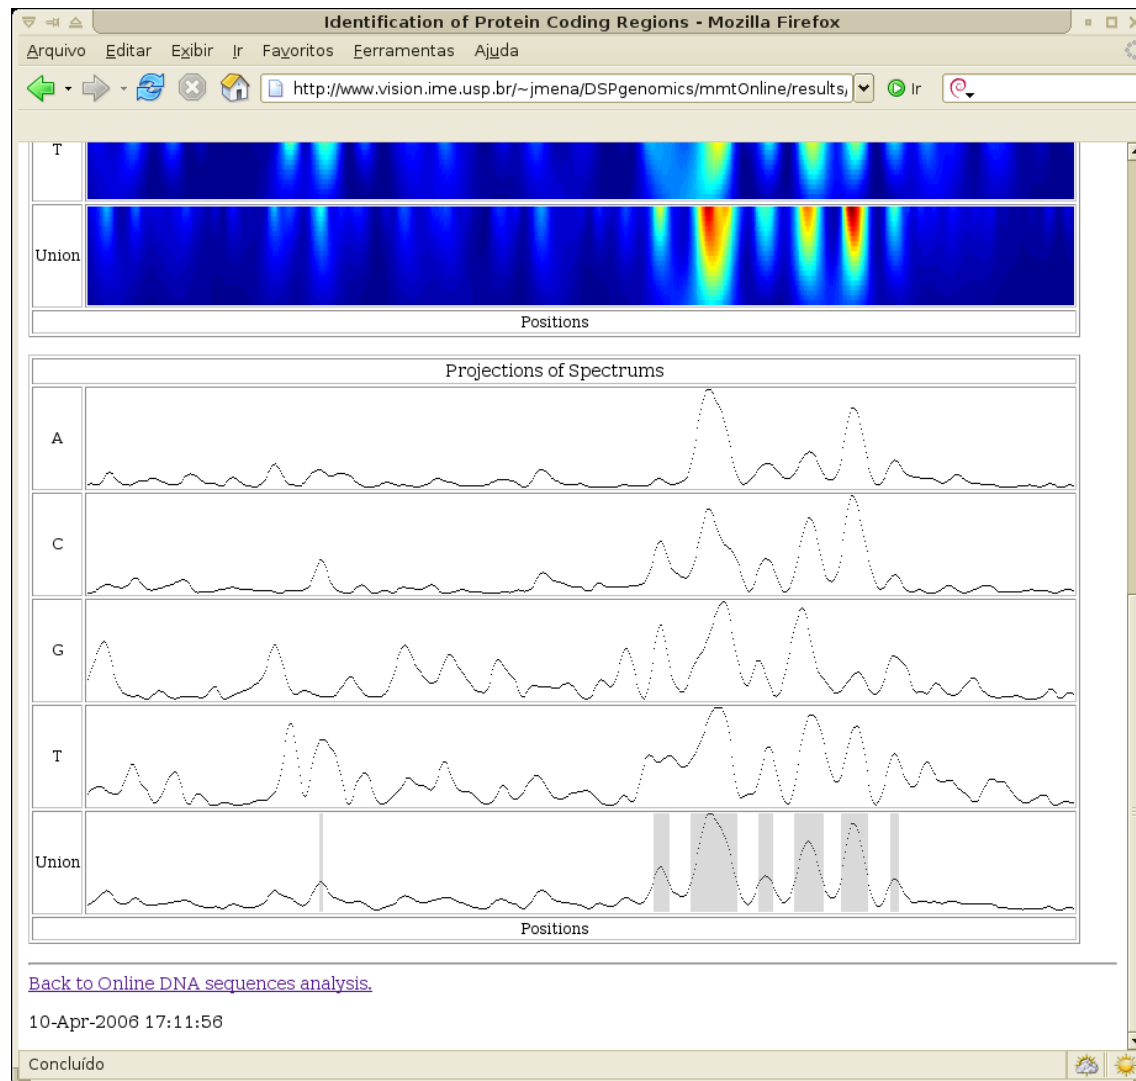 Identification of Protein Coding Regions - Mozilla Firefox
Arquivo Editar Exibir Ir Favoritos Ferramentas Ajuda
http://www.vision.ime.usp.br/~jmena/DSPgenomics/mmtOnline/results/ Ir
T
Union
Positions
Projections of Spectrums
A
C
G
T
Union
Positions
Back to Online DNA sequences analysis.
10-Apr-2006 17:11:56
Concluído